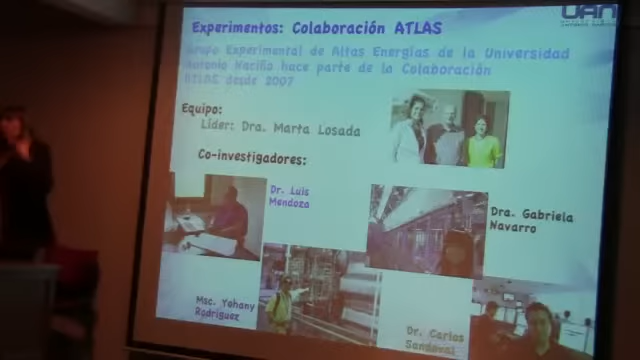 Experimentos: Colaboración ATLAS
UAN
Grupo Experimental de Altas Energías de la Universidad
Antonio Nariño hace parte de la Colaboración
ATLAS desde 2007
Equipo:
Líder: Dra. Marta Losada
Co-investigadores:
Dr. Luis
Mendoza
Dra. Gabriela
Navarro
Msc. Yohany
Rodriguez
Dr. Carlos
Sandoval